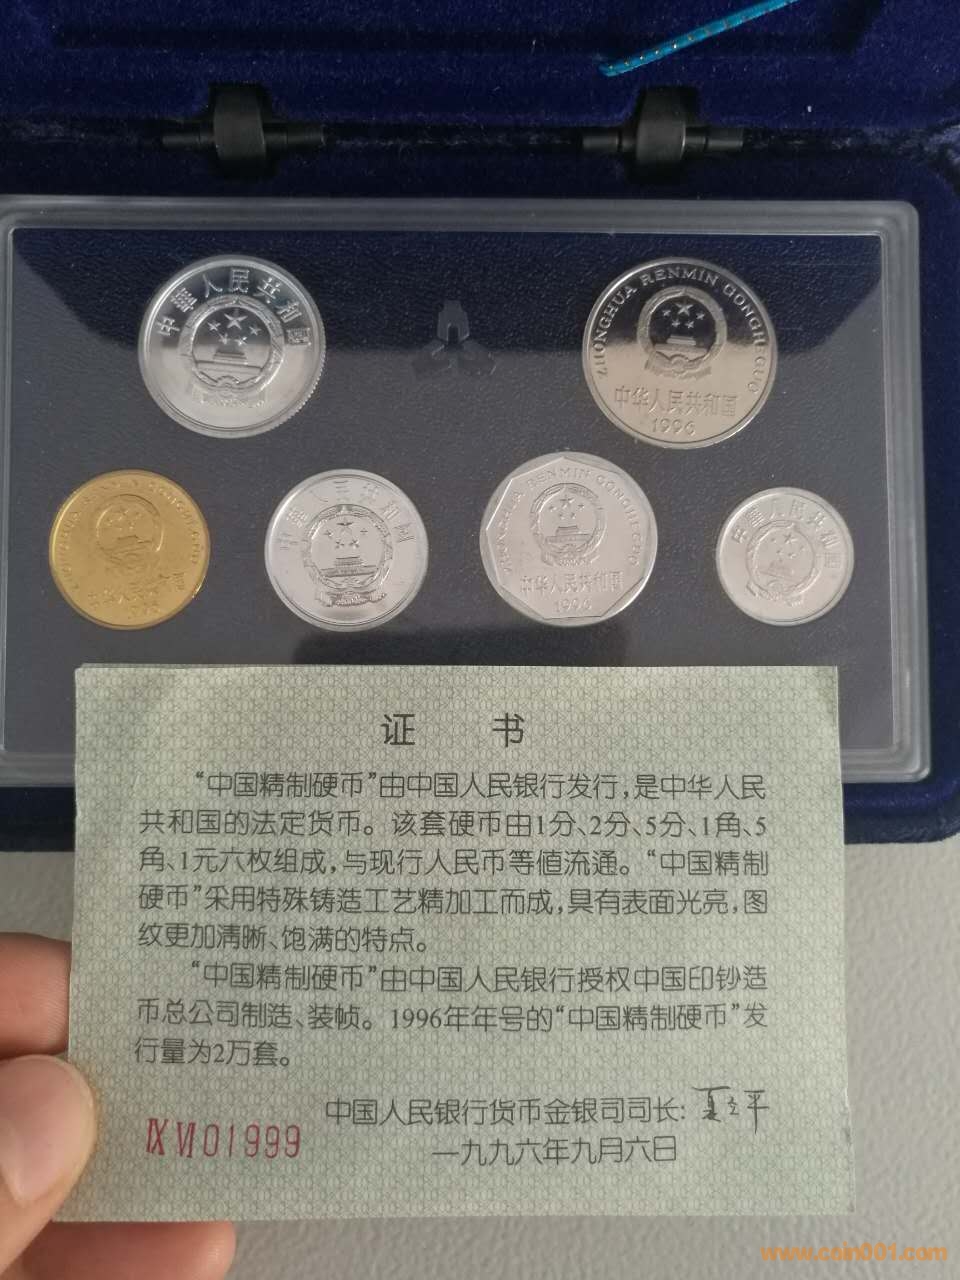 中華人民共和國
ZHONGHUA RENMIN GONGHEGUO
中华人民共和国
1996
中華人民共和國
RENMIN GONGHEGUO
中华人民共和国
1996
中華人民共和國
证 书
“中国精制硬币”由中国人民银行发行,是中华人民
共和国的法定货币。该套硬币由1分、2分、5分、1角、5
角、1元六枚组成,与现行人民币等值流通。“中国精制
硬币”采用特殊铸造工艺精加工而成,具有表面光亮,图
纹更加清晰、饱满的特点。
“中国精制硬币”由中国人民银行授权中国印钞造
币总公司制造、装帧。1996年年号的“中国精制硬币”发
行量为2万套。
中国人民银行货币金银司司长:
一九九六年九月六日
IX VI 01999
www.coin001.com